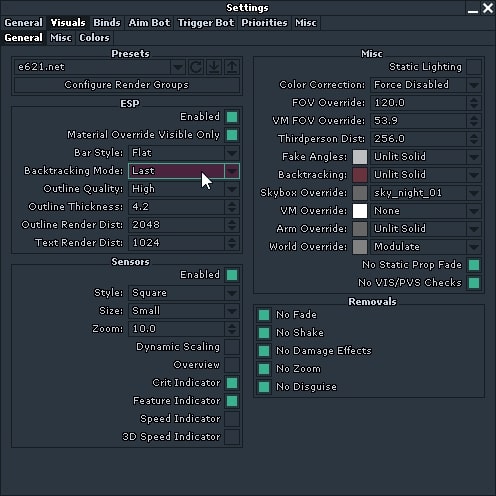 Settings
General Visuals Binds Aim Bot Trigger Bot Priorities Misc
General Misc Colors
Presets
e621.net
Configure Render Groups
ESP
Enabled
Material Override Visible Only
Bar Style: Flat
Backtracking Mode: Last
Outline Quality: High
Outline Thickness: 4.2
Outline Render Dist: 2048
Text Render Dist: 1024
Sensors
Enabled
Style: Square
Size: Small
Zoom: 10.0
Dynamic Scaling
Overview
Crit Indicator
Feature Indicator
Speed Indicator
3D Speed Indicator
Misc
Static Lighting
Color Correction: Force Disabled
FOV Override: 120.0
VM FOV Override: 53.9
Thirdperson Dist: 256.0
Fake Angles: Unlit Solid
Backtracking: Unlit Solid
Skybox Override: sky_night_01
VM Override: None
Arm Override: Unlit Solid
World Override: Modulate
No Static Prop Fade
No VIS/PVS Checks
Removals
No Fade
No Shake
No Damage Effects
No Zoom
No Disguise